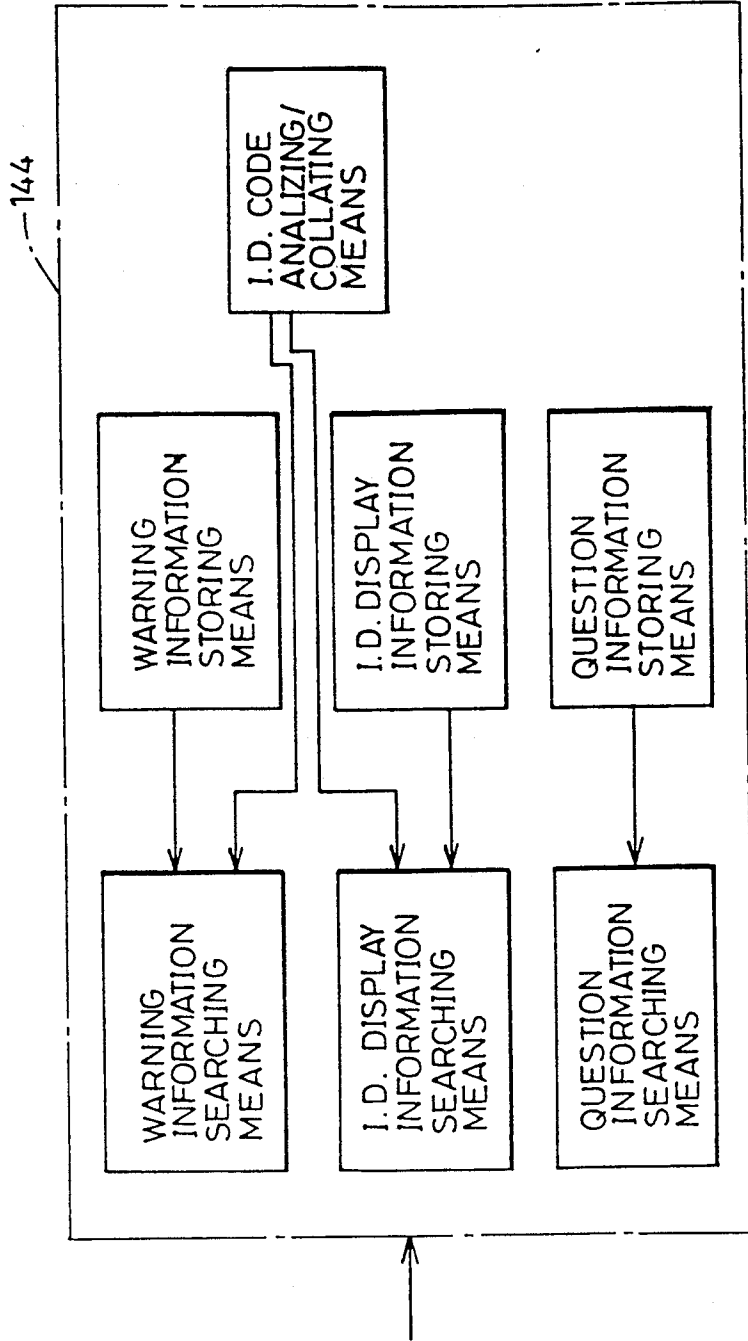 144
WARNING
INFORMATION
SEARCHING
MEANS
WARNING
INFORMATION
STORING
MEANS
I.D. CODE
ANALIZING/
COLLATING
MEANS
I.D. DISPLAY
INFORMATION
SEARCHING
MEANS
I.D. DISPLAY
INFORMATION
STORING
MEANS
QUESTION
INFORMATION
SEARCHING
MEANS
QUESTION
INFORMATION
STORING
MEANS